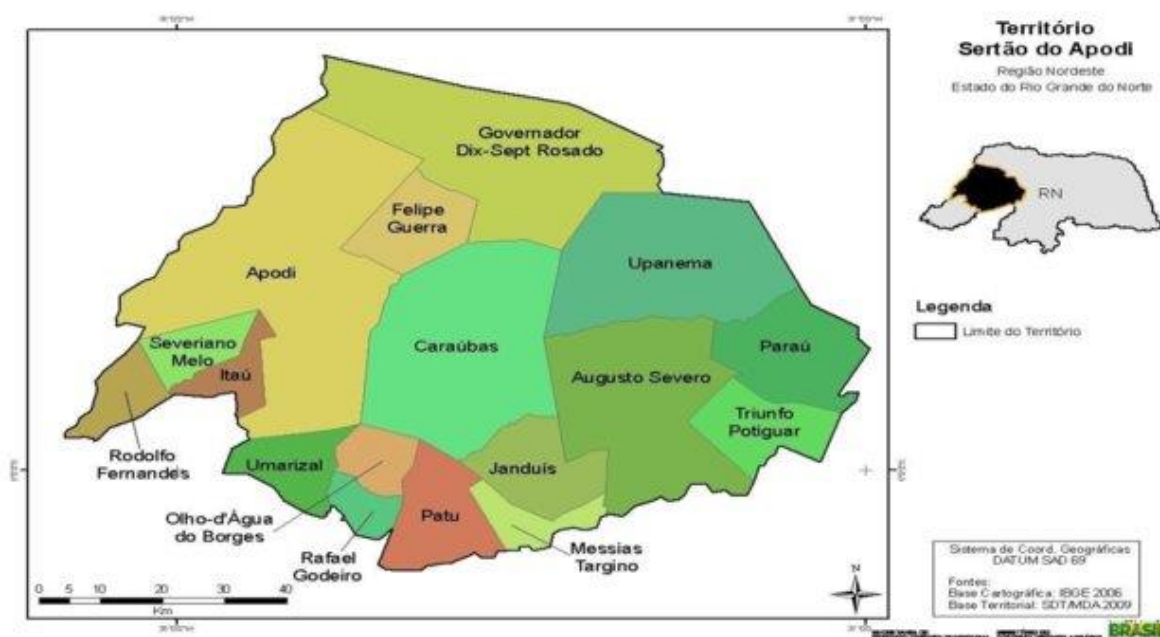 Território
Sertão do Apodi
Região Nordeste
Estado do Rio Grande do Norte
RN
Legenda
Limite do Território
Governador
Dix-Sept Rosado
Felipe
Guerra
Apodi
Upanema
Severiano
Melo
Itaú
Caraúbas
Paraú
Augusto Severo
Triunfo
Potiguar
Rodolfo
Fernandes
Umarizal
Janduís
Olho-d'Água
do Borges
Patu
Rafael
Godeiro
Messias
Targino
0 5 10 20 30 40
Km
N
Sistema de Coord. Geográficas
DATUM SAD 69
Fontes:
Base Cartográfica: IBGE 2006
Base Territorial: SDT/MDA 2009
BRASIL